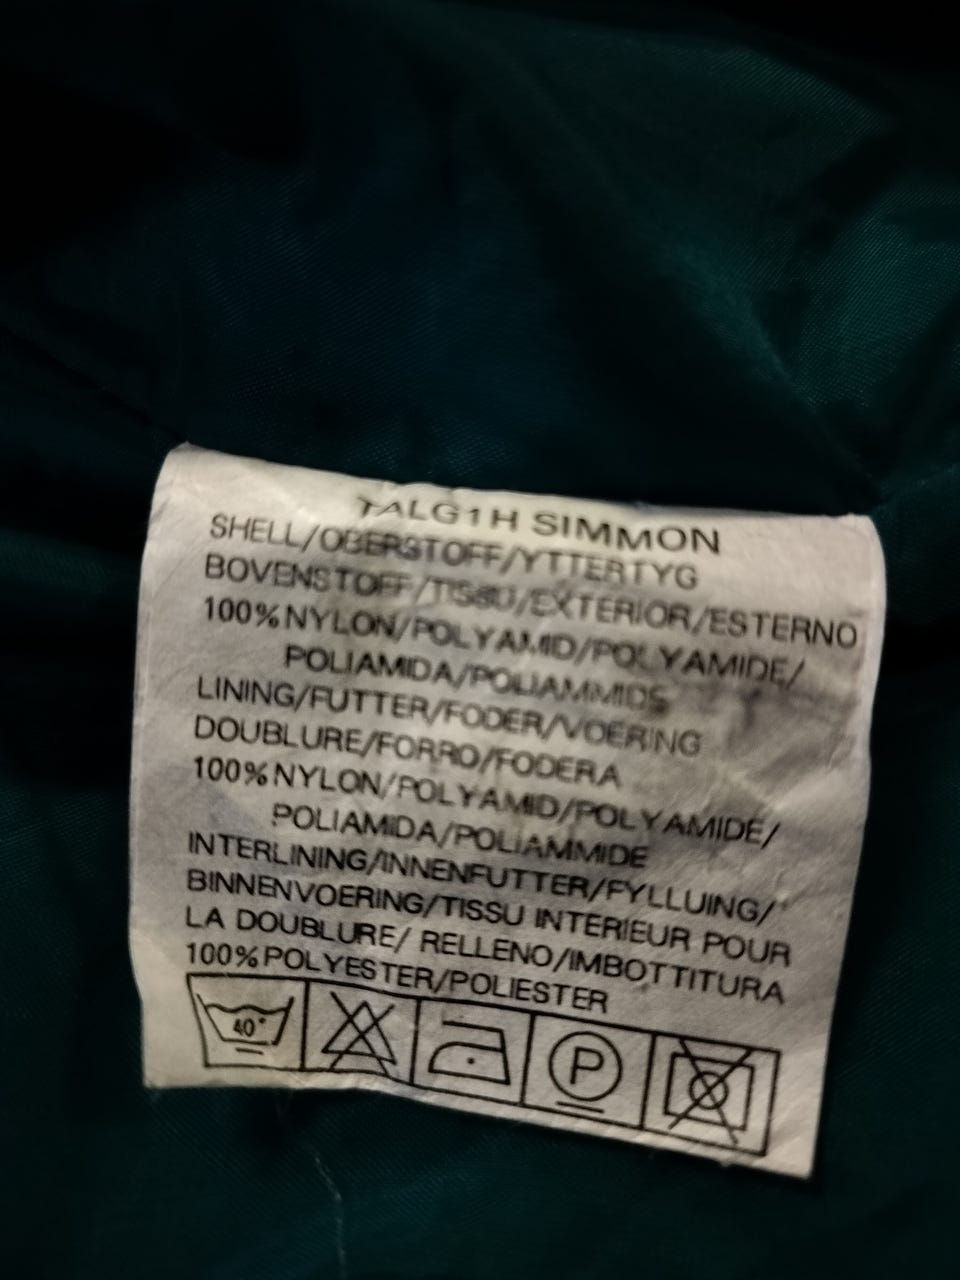 TALG1H SIMMON
SHELL/OBERSTOFF/YTTERTYG
BOVENSTOFF/TISSU/EXTERIOR/ESTERNO
100% NYLON/POLYAMID/POLYAMIDE/
POLIAMIDA/POLIAMMIDS
LINING/FUTTER/FODER/VOERING
DOUBLURE/FORRO/FODERA
100% NYLON/POLYAMID/POLYAMIDE/
POLIAMIDA/POLIAMMIDE
INTERLINING/INNENFUTTER/FYLLUING/
BINNENVOERING/TISSU INTERIEUR POUR
LA DOUBLURE/ RELLENO/IMBOTTITURA
100% POLYESTER/POLIESTER
40° P